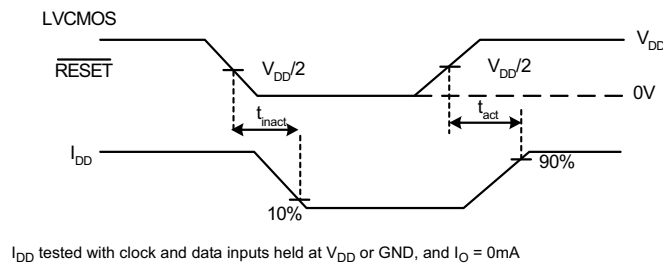 LVCMOS
RESET
V_DD/2
V_DD/2
V_DD
0V
t_inact
t_act
I_DD
10%
90%
I_DD tested with clock and data inputs held at V_DD or GND, and I_O = 0mA